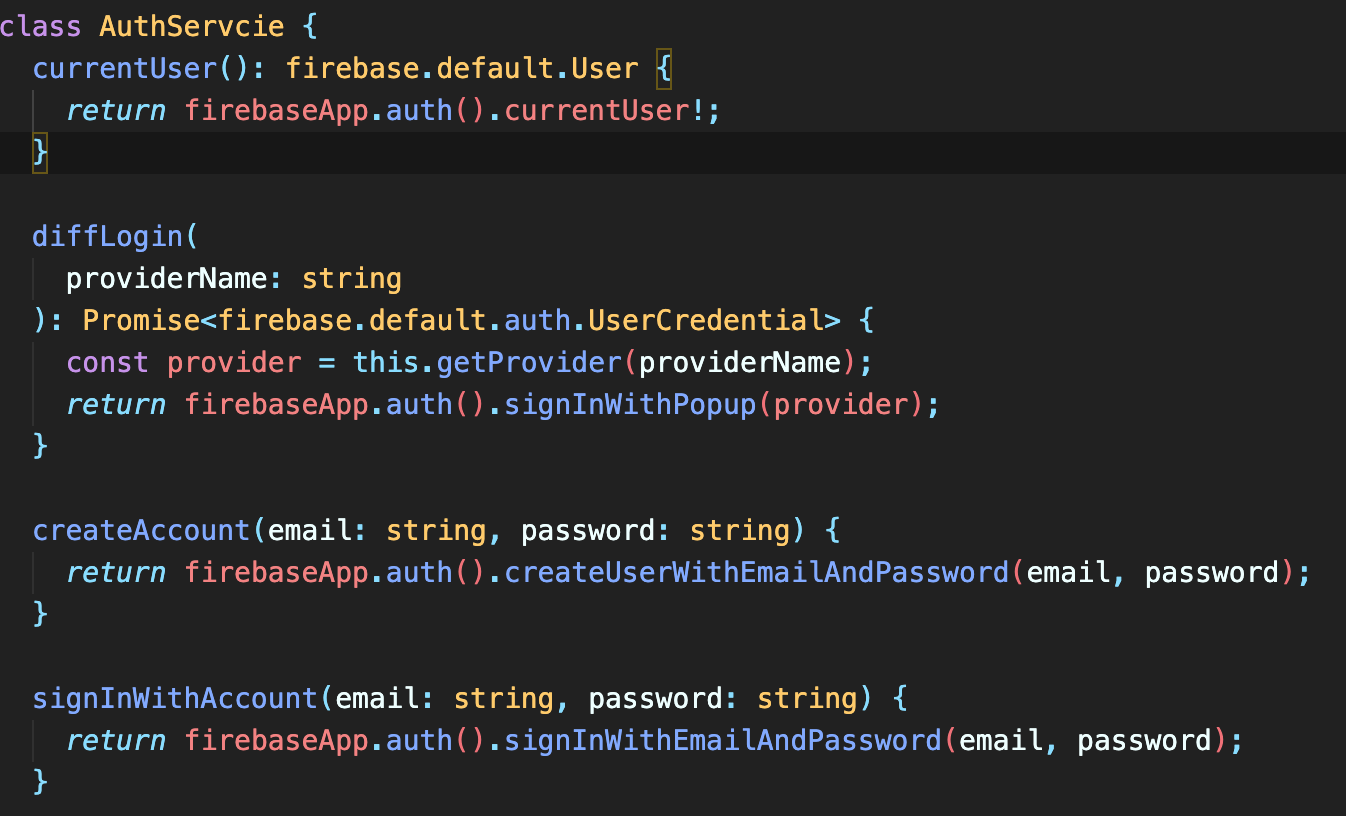 class AuthServcie {
  currentUser(): firebase.default.User {
    return firebaseApp.auth().currentUser!;
  }

  diffLogin(
    providerName: string
  ): Promise<firebase.default.auth.UserCredential> {
    const provider = this.getProvider(providerName);
    return firebaseApp.auth().signInWithPopup(provider);
  }

  createAccount(email: string, password: string) {
    return firebaseApp.auth().createUserWithEmailAndPassword(email, password);
  }

  signInWithAccount(email: string, password: string) {
    return firebaseApp.auth().signInWithEmailAndPassword(email, password);
  }